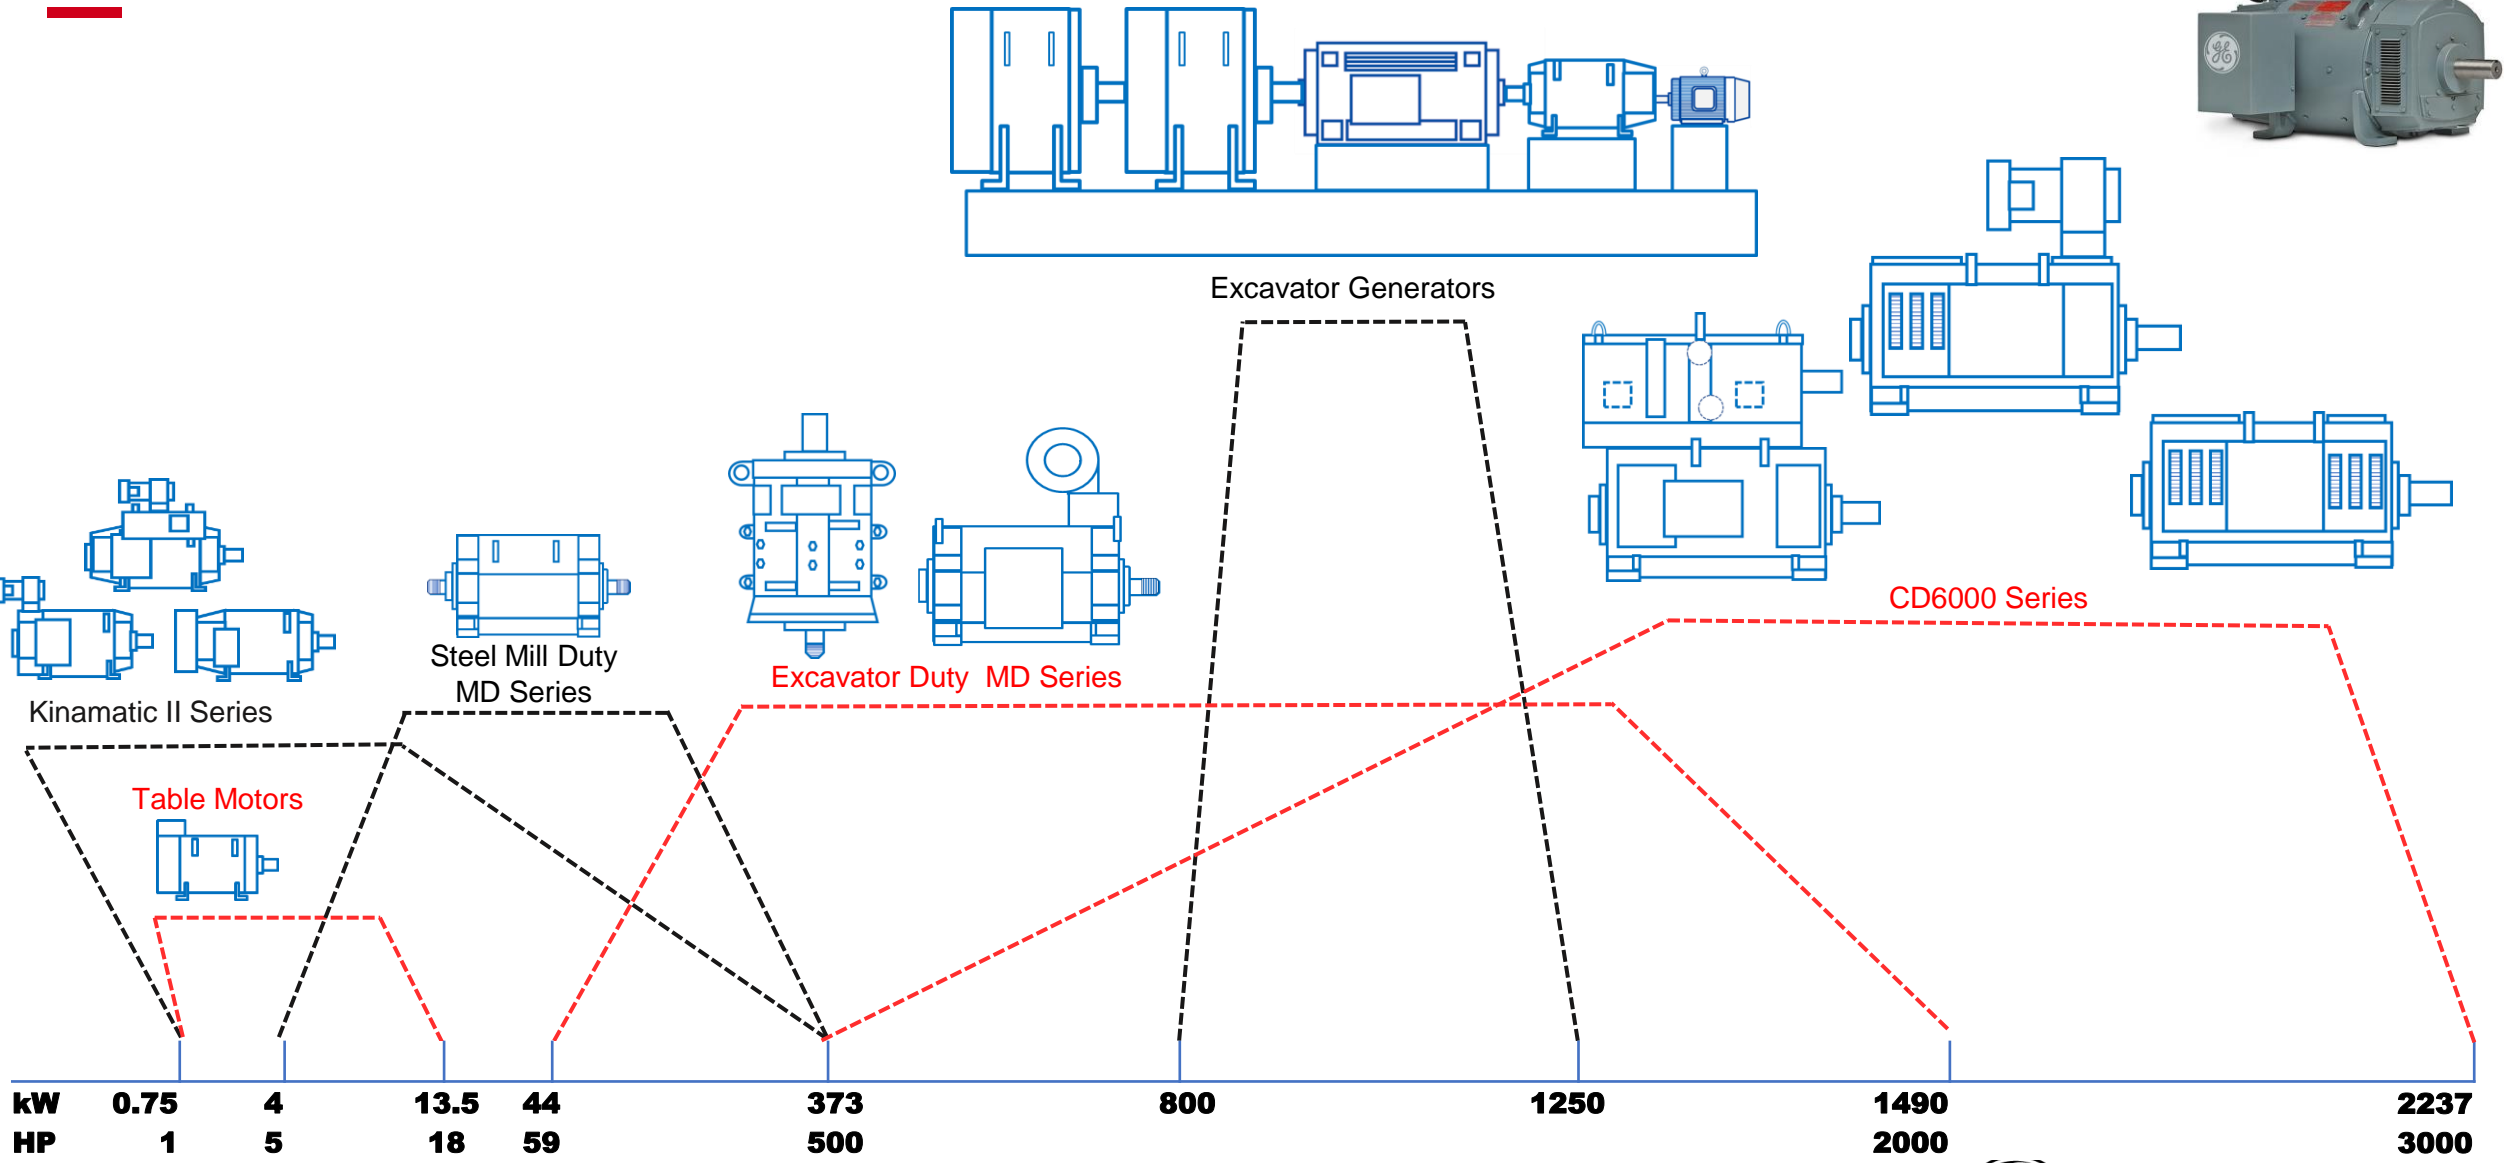 Excavator Generators
CD6000 Series
Steel Mill Duty
MD Series
Excavator Duty MD Series
Kinamatic II Series
Table Motors
kW 0.75 4 13.5 44 373 800 1250 1490 2237
HP 1 5 18 59 500 2000 3000
GE